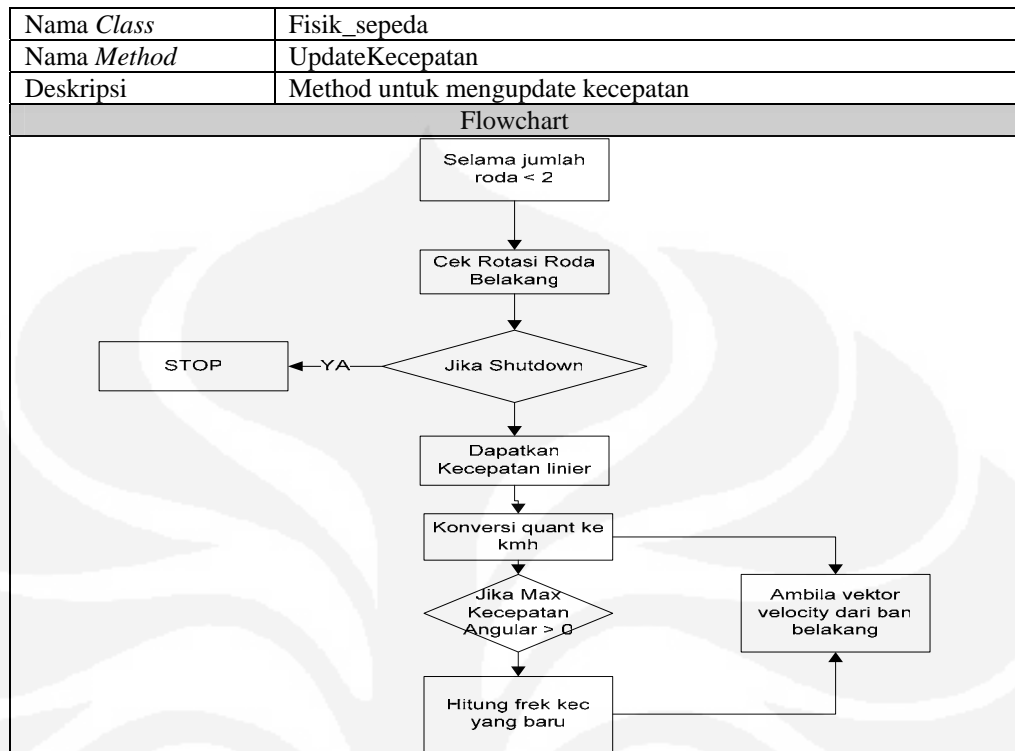 Nama Class Fisik_sepeda
Nama Method UpdateKecepatan
Deskripsi Method untuk mengupdate kecepatan
Flowchart
Selama jumlah
roda < 2
Cek Rotasi Roda
Belakang
STOP
YA
Jika Shutdown
Dapatkan
Kecepatan linier
Konversi quant ke
kmh
Jika Max
Kecepatan
Angular > 0
Ambila vektor
velocity dari ban
belakang
Hitung frek kec
yang baru